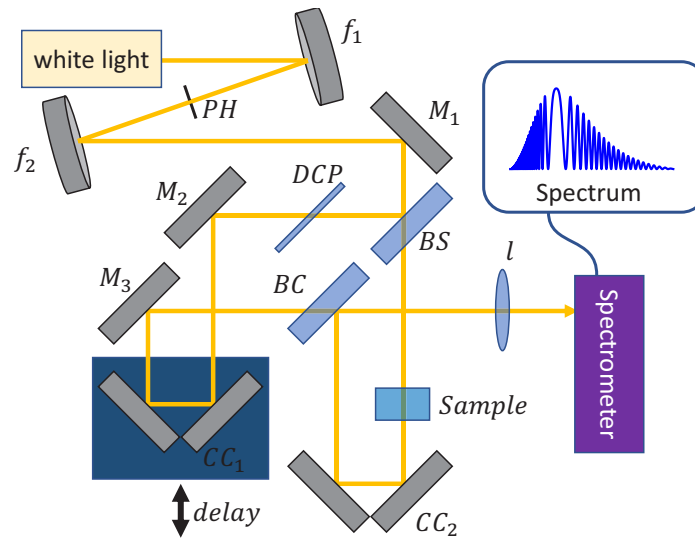 white light
f₁
PH
f₂
M₁
DCP
M₂
BS
M₃
BC
l
Spectrum
Spectrometer
Sample
CC₁
delay
CC₂